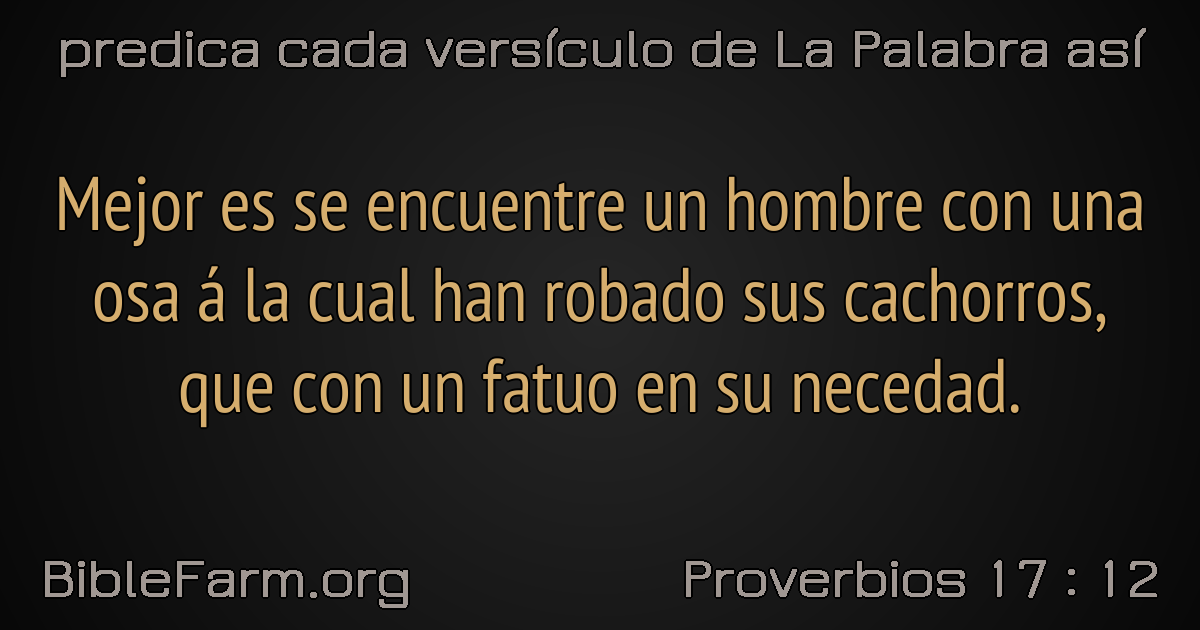 predica cada versículo de La Palabra así
Mejor es se encuentre un hombre con una
osa á la cual han robado sus cachorros,
que con un fatuo en su necedad.
BibleFarm.org
Proverbios 17 : 12